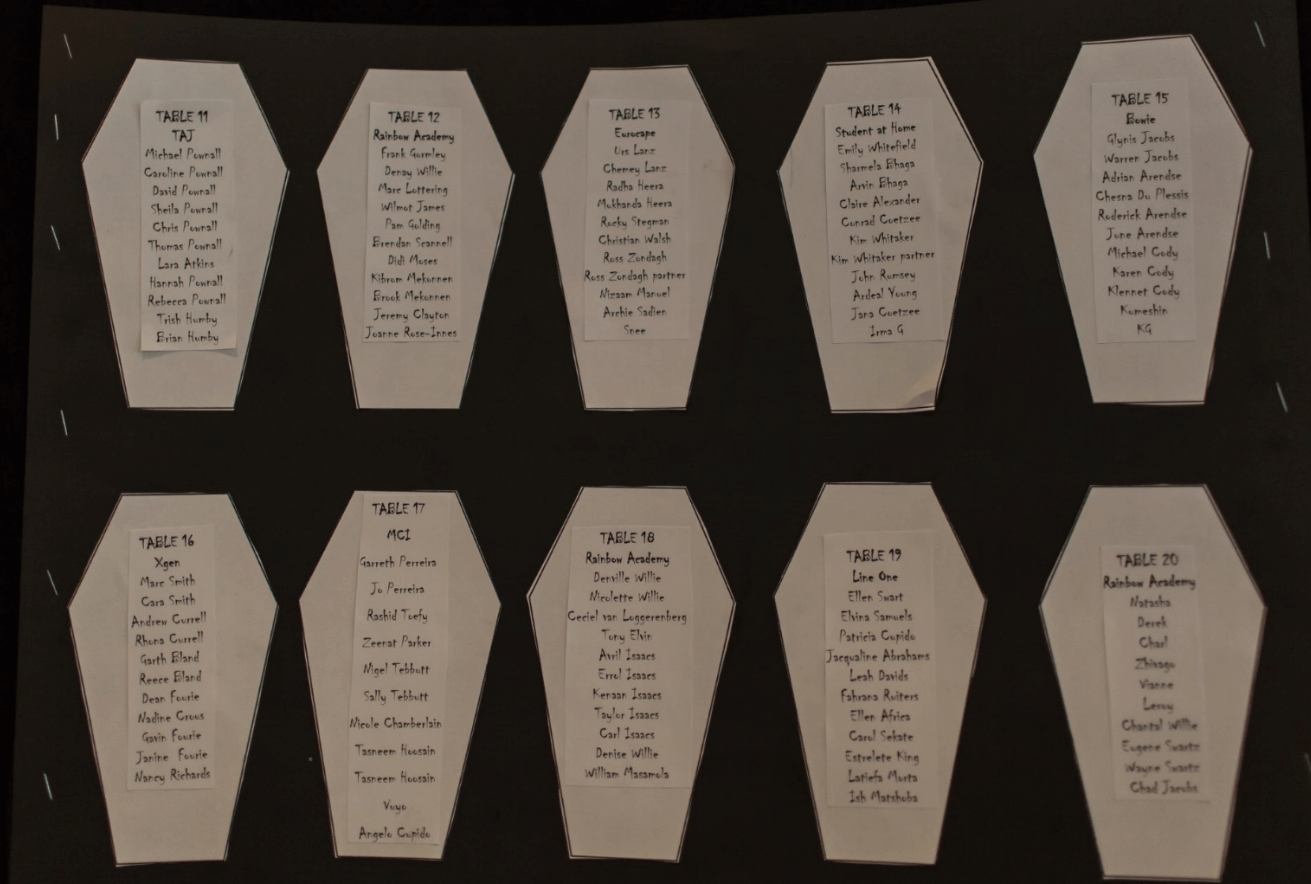 TABLE 11
TAJ
Michael Pownall
Caroline Pownall
David Pownall
Sheila Pownall
Chris Pownall
Thomas Pownall
Lara Atkins
Hannah Pownall
Rebecca Pownall
Trish Humby
Brian Humby
TABLE 12
Rainbow Academy
Frank Gormley
Denay Willie
Marc Lottering
Wilmot James
Pam Golding
Brendan Scannell
Didi Moses
Kibrom Mekonnen
Brook Mekonnen
Jeremy Clayton
Joanne Rose-Innes
TABLE 13
Eurocape
Urs Lanz
Chemey Lanz
Radha Heera
Mukhanda Heera
Rocky Stegman
Christian Walsh
Ross Zondagh
Ross Zondagh partner
Nizaam Manuel
Archie Sadien
Snee
TABLE 14
Student at Home
Emily Whitefield
Sharmela Bhaga
Arvin Bhaga
Claire Alexander
Conrad Coetzee
Kim Whitaker
Kim Whitaker partner
John Rumsey
Ardeal Young
Jana Coetzee
Irma G
TABLE 15
Bowie
Glynis Jacobs
Warren Jacobs
Adrian Arendse
Chesna Du Plessis
Roderick Arendse
June Arendse
Michael Cody
Karen Cody
Klennet Cody
Kumeshin
KG
TABLE 16
Xgen
Marc Smith
Cara Smith
Andrew Currell
Rhona Currell
Garth Bland
Reece Bland
Dean Fourie
Nadine Crous
Gavin Fourie
Janine Fourie
Nancy Richards
TABLE 17
MCI
Garreth Perreira
Jo Perreira
Rashid Toefy
Zeenat Parker
Nigel Tebbutt
Sally Tebbutt
Nicole Chamberlain
Tasneem Hoosain
Tasneem Hoosain
Vuyo
Angelo Cupido
TABLE 18
Rainbow Academy
Denville Willie
Nicolette Willie
Ceciel van Loggerenberg
Tony Elvin
Avril Isaacs
Errol Isaacs
Kenaan Isaacs
Taylor Isaacs
Carl Isaacs
Denise Willie
William Masamola
TABLE 19
Line One
Ellen Swart
Elvina Samuels
Patricia Cupido
Jacqualine Abrahams
Leah Davids
Fahrana Ruiters
Ellen Africa
Carol Sekate
Estrelete King
Latiefa Morta
Ish Matshoba
TABLE 20
Rainbow Academy
Natasha
Derek
Charl
Zhivago
Vianne
Leroy
Chantal Willie
Eugene Swartz
Wayne Swartz
Chad Jacobs